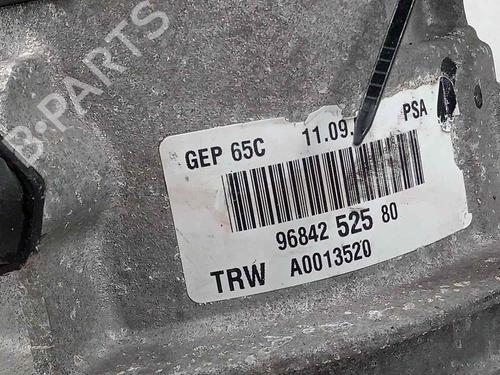 B-PARTS
GEP 65C 11.09. PSA
96842 525 80
TRW A0013520